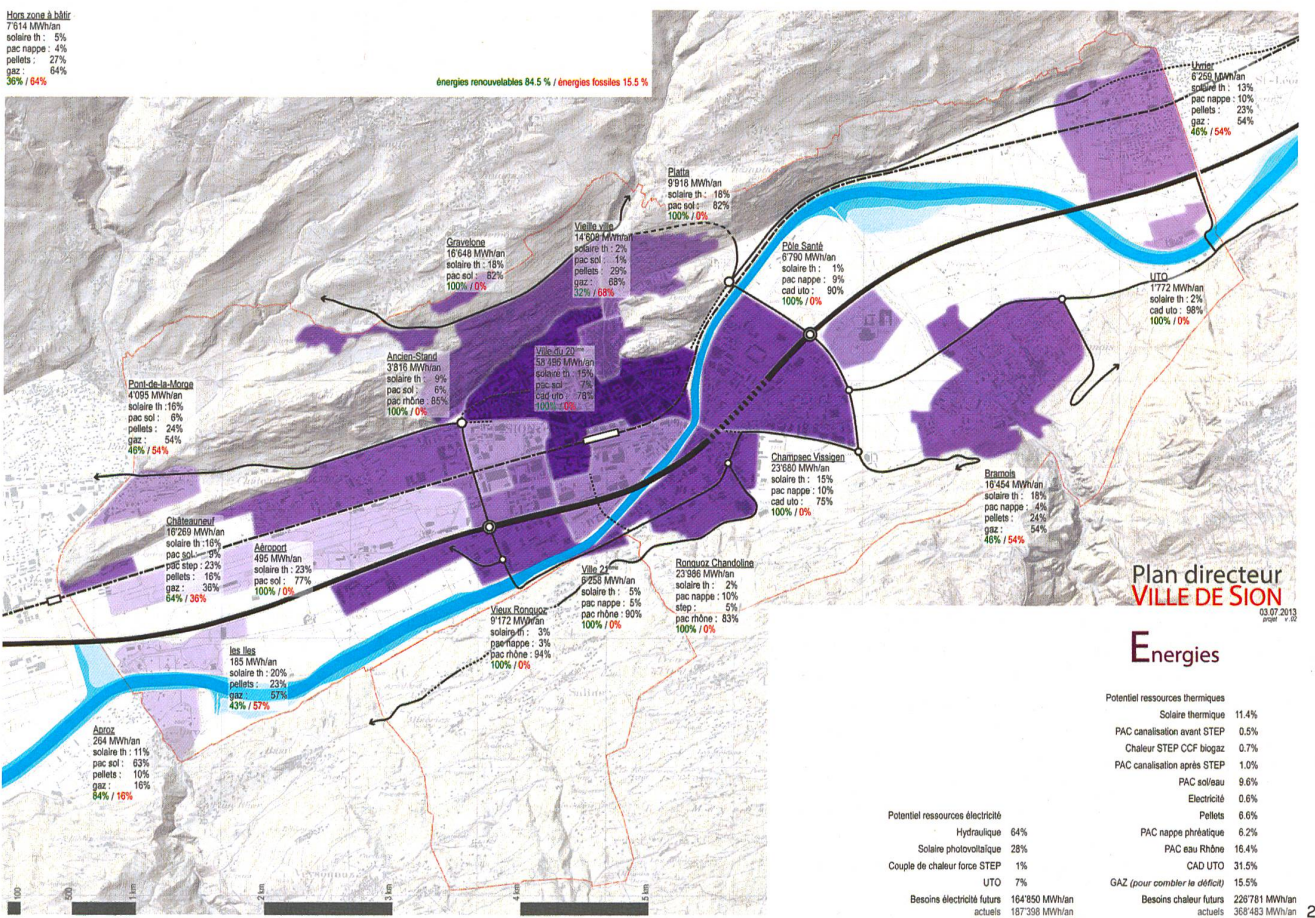 Hors zone à bâtir
7'614 MWh/an
solaire th : 5%
pac nappe : 4%
pellets : 27%
gaz : 64%
36% / 64%
énergies renouvelables 84.5 % / énergies fossiles 15.5 %
Uvrier
6'259 MWh/an
solaire th : 13%
pac nappe : 10%
pellets : 23%
gaz : 54%
46% / 54%
Platta
9'918 MWh/an
solaire th : 18%
pac sol : 82%
100% / 0%
Vieille ville
14'608 MWh/an
solaire th : 2%
pac sol : 1%
pellets : 29%
gaz : 68%
32% / 68%
Gravelone
16'648 MWh/an
solaire th : 18%
pac sol : 82%
100% / 0%
Pôle Santé
6'790 MWh/an
solaire th : 1%
pac nappe : 9%
cad uto : 90%
100% / 0%
UTO
1'772 MWh/an
solaire th : 2%
cad uto : 98%
100% / 0%
Ancien-Stand
3'816 MWh/an
solaire th : 9%
pac sol : 6%
pac rhône : 85%
100% / 0%
Ville du 20ème
58'496 MWh/an
solaire th : 15%
pac sol : 7%
cad uto : 78%
100% / 0%
Pont-de-la-Morge
4'095 MWh/an
solaire th : 16%
pac sol : 6%
pellets : 24%
gaz : 54%
46% / 54%
SION
Champsec Vissigen
23'680 MWh/an
solaire th : 15%
pac nappe : 10%
cad uto : 75%
100% / 0%
Bramois
16'454 MWh/an
solaire th : 18%
pac nappe : 4%
pellets : 24%
gaz : 54%
46% / 54%
Châteauneuf
16'269 MWh/an
solaire th : 16%
pac sol : 9%
pac step : 23%
pellets : 16%
gaz : 36%
64% / 36%
Aéroport
495 MWh/an
solaire th : 23%
pac sol : 77%
100% / 0%
Ville 21ème
6'258 MWh/an
solaire th : 5%
pac nappe : 5%
pac rhône : 90%
100% / 0%
Ronquoz Chandoline
23'986 MWh/an
solaire th : 2%
pac nappe : 10%
step : 5%
pac rhône : 83%
100% / 0%
Vieux Ronquoz
9'172 MWh/an
solaire th : 3%
pac nappe : 3%
pac rhône : 94%
100% / 0%
les Iles
185 MWh/an
solaire th : 20%
pellets : 23%
gaz : 57%
43% / 57%
Aproz
264 MWh/an
solaire th : 11%
pac sol : 63%
pellets : 10%
gaz : 16%
84% / 16%
Plan directeur
VILLE DE SION
03.07.2013
projet v .02
Energies
Potentiel ressources thermiques
Solaire thermique 11.4%
PAC canalisation avant STEP 0.5%
Chaleur STEP CCF biogaz 0.7%
PAC canalisation après STEP 1.0%
PAC sol/eau 9.6%
Electricité 0.6%
Pellets 6.6%
PAC nappe phréatique 6.2%
PAC eau Rhône 16.4%
CAD UTO 31.5%
GAZ (pour combler le déficit) 15.5%
Besoins chaleur futurs 226'781 MWh/an
actuels 368'483 MWh/an
Potentiel ressources électricité
Hydraulique 64%
Solaire photovoltaïque 28%
Couple de chaleur force STEP 1%
UTO 7%
Besoins électricité futurs 164'850 MWh/an
actuels 187'398 MWh/an
100
500
1 km
2 km
3 km
4 km
5 km
2